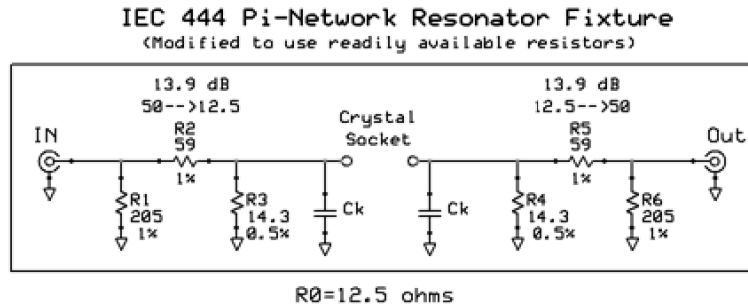 IEC 444 Pi-Network Resonator Fixture
(Modified to use readily available resistors)
13.9 dB
50-->12.5
13.9 dB
12.5-->50
IN
R2
59
1%
Crystal
Socket
R5
59
1%
Out
R1
205
1%
R3
14.3
0.5%
Ck
Ck
R4
14.3
0.5%
R6
205
1%
R0=12.5 ohms